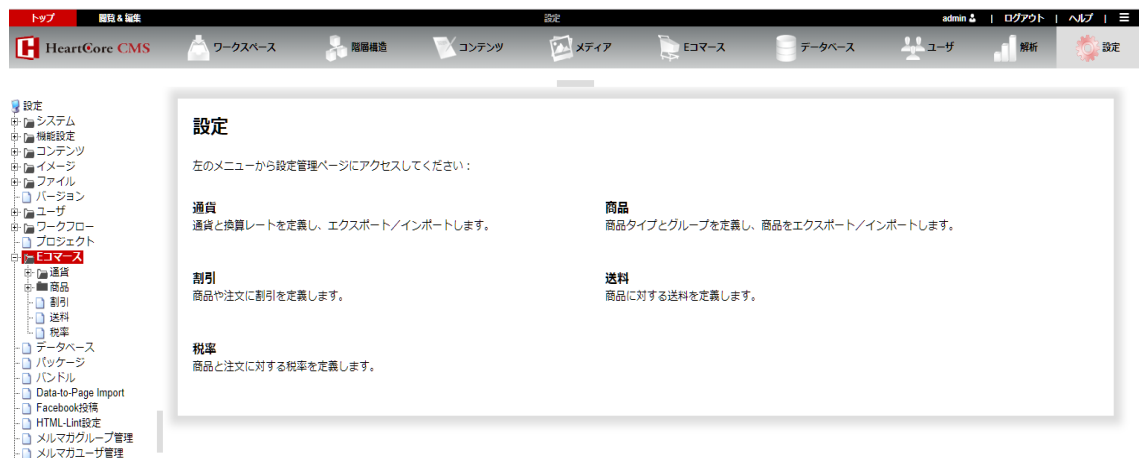 トップ 閲覧 & 編集 設定 admin | ログアウト | ヘルプ |
HeartCore CMS ワークスペース 階層構造 コンテンツ メディア Eコマース データベース ユーザ 解析 設定
設定
システム
機能設定
コンテンツ
イメージ
ファイル
バージョン
ユーザ
ワークフロー
プロジェクト
Eコマース
通貨
商品
割引
送料
税率
データベース
パッケージ
バンドル
Data-to-Page Import
Facebook投稿
HTML-Lint設定
メルマガグループ管理
メルマガユーザ管理
設定
左のメニューから設定管理ページにアクセスしてください：
通貨
通貨と換算レートを定義し、エクスポート／インポートします。
商品
商品タイプとグループを定義し、商品をエクスポート／インポートします。
割引
商品や注文に割引を定義します。
送料
商品に対する送料を定義します。
税率
商品と注文に対する税率を定義します。